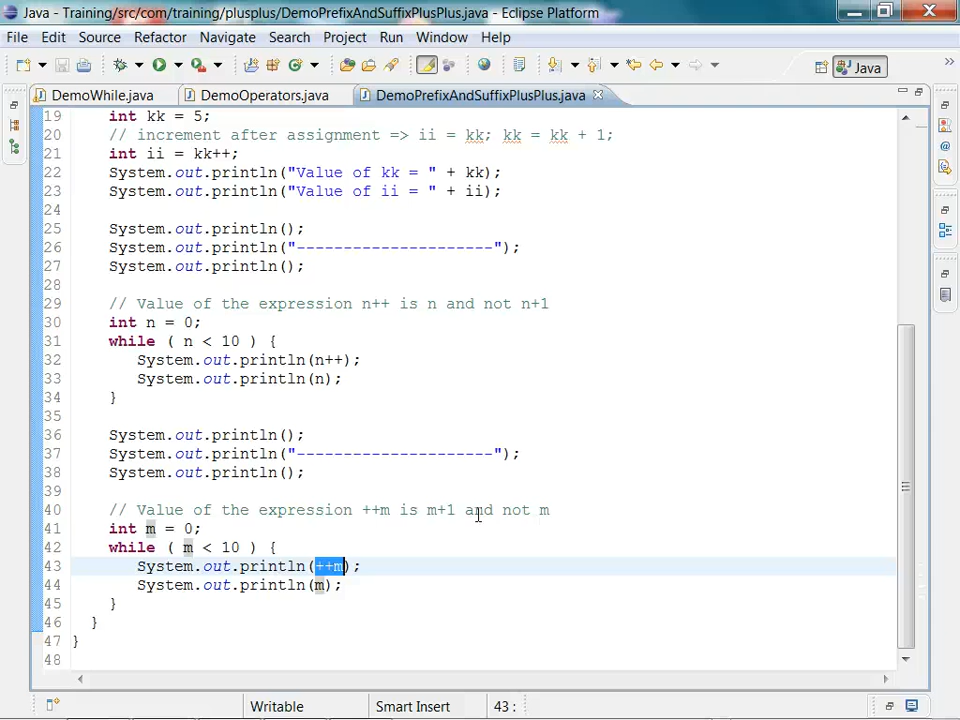 Java - Training/src/com/training/plusplus/DemoPrefixAndSuffixPlusPlus.java - Eclipse Platform
File Edit Source Refactor Navigate Search Project Run Window Help
Java
DemoWhile.java DemoOperators.java DemoPrefixAndSuffixPlusPlus.java
19 int kk = 5;
20 // increment after assignment => ii = kk; kk = kk + 1;
21 int ii = kk++;
22 System.out.println("Value of kk = " + kk);
23 System.out.println("Value of ii = " + ii);
24
25 System.out.println();
26 System.out.println("---------------------");
27 System.out.println();
28
29 // Value of the expression n++ is n and not n+1
30 int n = 0;
31 while ( n < 10 ) {
32 System.out.println(n++);
33 System.out.println(n);
34 }
35
36 System.out.println();
37 System.out.println("---------------------");
38 System.out.println();
39
40 // Value of the expression ++m is m+1 and not m
41 int m = 0;
42 while ( m < 10 ) {
43 System.out.println(++m);
44 System.out.println(m);
45 }
46 }
47 }
48
Writable Smart Insert 43 :